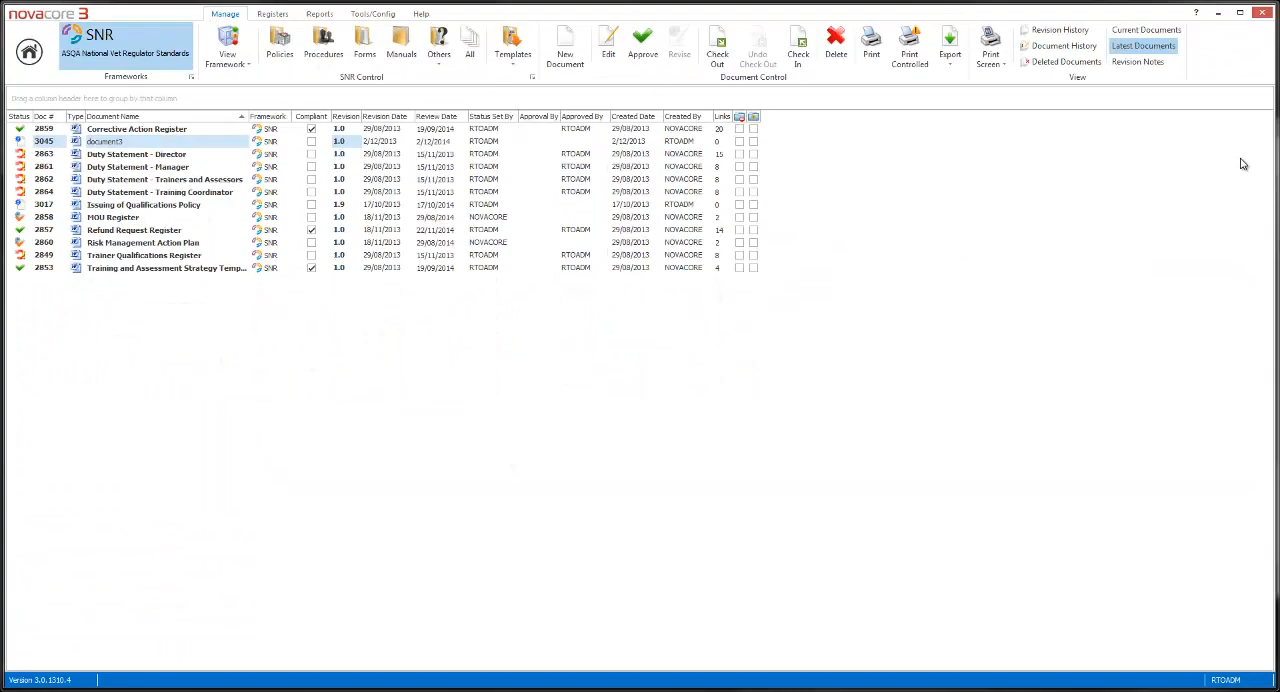 novacore 3 Manage Registers Reports Tools/Config Help
SNR
ASQA National Vet Regulator Standards
Frameworks
View Framework
Policies
Procedures
Forms
Manuals
Others
All
Templates
SNR Control
New Document
Edit
Approve
Revise
Check Out
Undo Check Out
Check In
Delete
Print
Print Controlled
Export
Document Control
Print Screen
Revision History
Document History
Deleted Documents
Current Documents
Latest Documents
Revision Notes
View
Drag a column header here to group by that column
Status Doc # Type Document Name Framework Compliant Revision Revision Date Review Date Status Set By Approval By Approved By Created Date Created By Links
2859 Corrective Action Register SNR 1.0 29/08/2013 19/09/2014 RTOADM RTOADM 29/08/2013 NOVACORE 20
3045 document3 SNR 1.0 2/12/2013 2/12/2014 RTOADM 2/12/2013 RTOADM 0
2863 Duty Statement - Director SNR 1.0 29/08/2013 15/11/2013 RTOADM RTOADM 29/08/2013 NOVACORE 15
2861 Duty Statement - Manager SNR 1.0 29/08/2013 15/11/2013 RTOADM RTOADM 29/08/2013 NOVACORE 8
2862 Duty Statement - Trainers and Assessors SNR 1.0 29/08/2013 15/11/2013 RTOADM RTOADM 29/08/2013 NOVACORE 8
2864 Duty Statement - Training Coordinator SNR 1.0 29/08/2013 15/11/2013 RTOADM RTOADM 29/08/2013 NOVACORE 8
3017 Issuing of Qualifications Policy SNR 1.9 17/10/2013 17/10/2014 RTOADM 17/10/2013 RTOADM 0
2858 MOU Register SNR 1.0 18/11/2013 29/08/2014 NOVACORE 29/08/2013 NOVACORE 2
2857 Refund Request Register SNR 1.0 18/11/2013 22/11/2014 RTOADM RTOADM 29/08/2013 NOVACORE 14
2860 Risk Management Action Plan SNR 1.0 18/11/2013 29/08/2014 NOVACORE 29/08/2013 NOVACORE 2
2849 Trainer Qualifications Register SNR 1.0 29/08/2013 15/11/2013 RTOADM RTOADM 29/08/2013 NOVACORE 8
2853 Training and Assessment Strategy Temp... SNR 1.0 29/08/2013 19/09/2014 RTOADM RTOADM 29/08/2013 NOVACORE 4
Version 3.0.1310.4 RTOADM